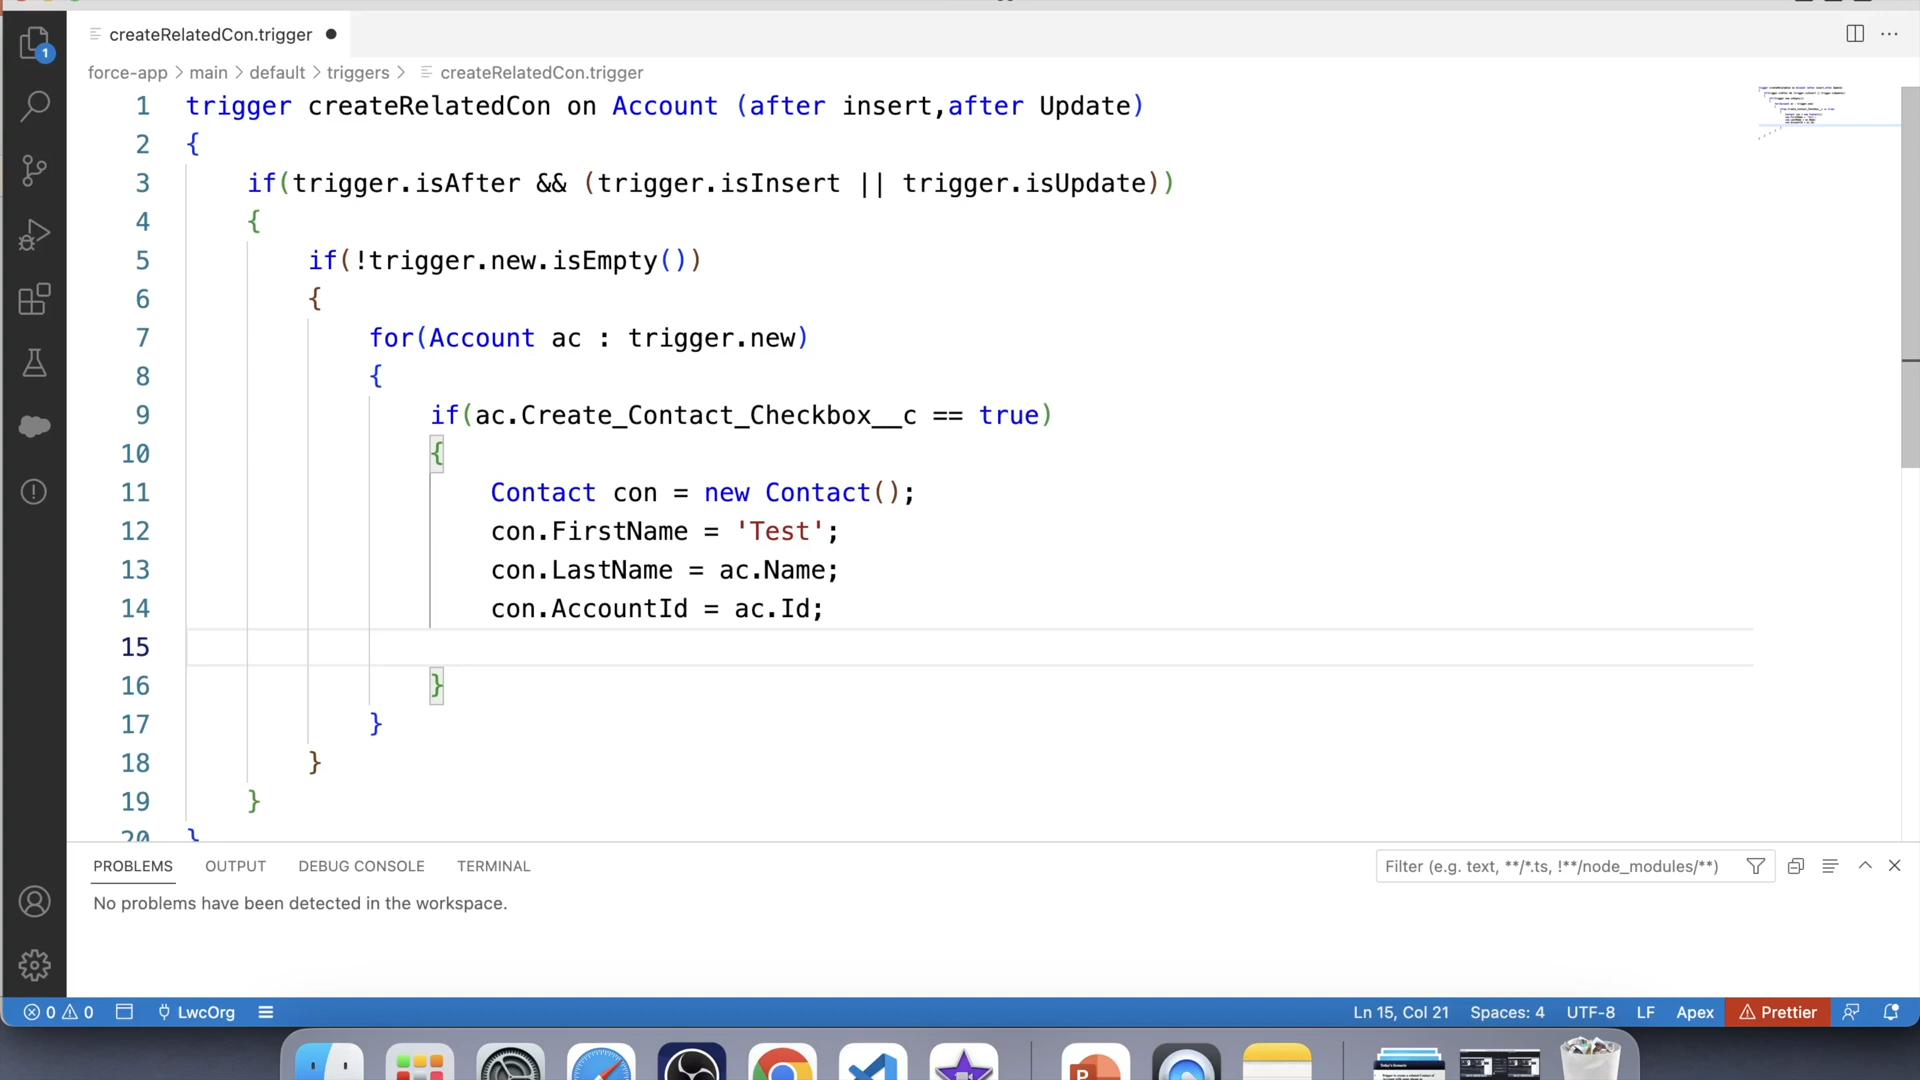 createRelatedCon.trigger
force-app > main > default > triggers > createRelatedCon.trigger
1 trigger createRelatedCon on Account (after insert,after Update)
2 {
3 if(trigger.isAfter && (trigger.isInsert || trigger.isUpdate))
4 {
5 if(!trigger.new.isEmpty())
6 {
7 for(Account ac : trigger.new)
8 {
9 if(ac.Create_Contact_Checkbox__c == true)
10 {
11 Contact con = new Contact();
12 con.FirstName = 'Test';
13 con.LastName = ac.Name;
14 con.AccountId = ac.Id;
15
16 }
17 }
18 }
19 }
20 }
1
PROBLEMS OUTPUT DEBUG CONSOLE TERMINAL Filter (e.g. text, **/*.ts, !**/node_modules/**)
No problems have been detected in the workspace.
0 0 LwcOrg Ln 15, Col 21 Spaces: 4 UTF-8 LF Apex Prettier